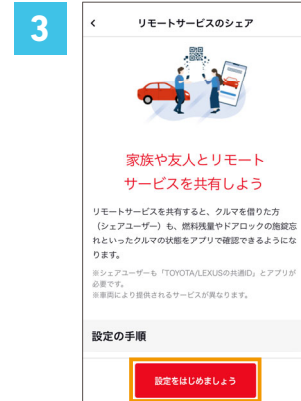 3
リモートサービスのシェア
家族や友人とリモート
サービスを共有しよう
リモートサービスを共有すると、クルマを借りた方
（シェアユーザー）も、燃料残量やドアロックの施錠忘
れといったクルマの状態をアプリで確認できるようにな
ります。
※シェアユーザーも「TOYOTA/LEXUSの共通ID」とアプリが
必要です。
※車両により提供されるサービスが異なります。
設定の手順
設定をはじめましょう